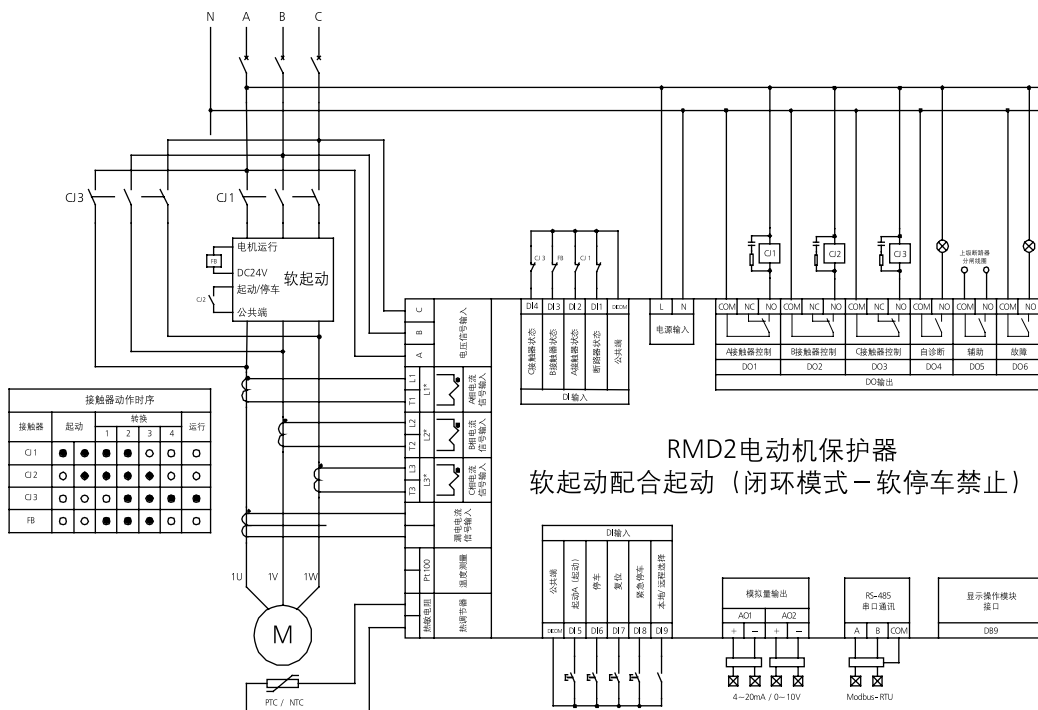 N A B C
CJ3
CJ1
电机运行
FB
DC24V
软起动
CJ2
起动/停车
公共端
CJ 3 FB CJ 1
CJ1 CJ2 CJ3
上级断路器
分闸线圈
DI4 DI3 DI2 DI1 DICOM
C接触器状态 B接触器状态 A接触器状态 断路器状态 公共端
DI输入
L N
电源输入
COM NC NO COM NC NO COM NC NO COM NO COM NO COM NO
A接触器控制 B接触器控制 C接触器控制 自诊断 辅助 故障
DO1 DO2 DO3 DO4 DO5 DO6
DO输出
C
B
A
电压信号输入
L1
T1
L1*
A相电流
信号输入
L2
T2
L2*
B相电流
信号输入
L3
T3
L3*
C相电流
信号输入
漏电电流
信号输入
Pt100
温度测量
热敏电阻
热调节器
接触器动作时序
接触器 起动 转换 运行
1 2 3 4
CJ 1
CJ 2
CJ 3
FB
RMD2电动机保护器
软起动配合起动（闭环模式－软停车禁止）
1U 1V 1W
M
PTC / NTC
DI输入
公共端 起动A（起动） 停车 复位 紧急停车 本地/远程选择
DICOM DI5 DI6 DI7 DI8 DI9
模拟量输出
AO1 AO2
+ − + −
4~20mA / 0~10V
RS-485
串口通讯
A B COM
Modbus-RTU
显示操作模块
接口
DB9